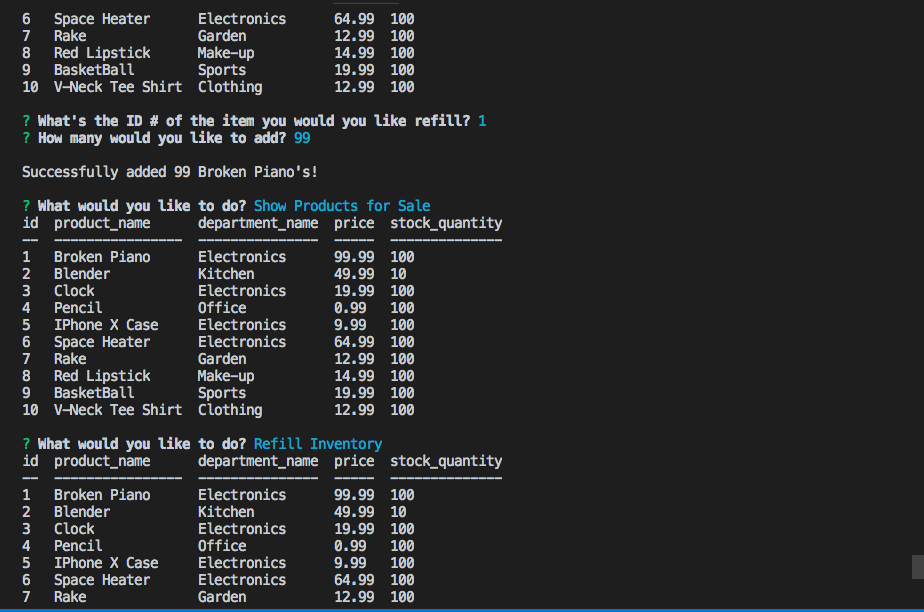 6   Space Heater      Electronics      64.99  100
7   Rake              Garden           12.99  100
8   Red Lipstick      Make-up          14.99  100
9   BasketBall        Sports           19.99  100
10  V-Neck Tee Shirt  Clothing         12.99  100
? What's the ID # of the item you would you like refill? 1
? How many would you like to add? 99
Successfully added 99 Broken Piano's!
? What would you like to do? Show Products for Sale
id  product_name      department_name  price  stock_quantity
--  ----------------  ---------------  -----  --------------
1   Broken Piano      Electronics      99.99  100
2   Blender           Kitchen          49.99  10
3   Clock             Electronics      19.99  100
4   Pencil            Office           0.99   100
5   IPhone X Case     Electronics      9.99   100
6   Space Heater      Electronics      64.99  100
7   Rake              Garden           12.99  100
8   Red Lipstick      Make-up          14.99  100
9   BasketBall        Sports           19.99  100
10  V-Neck Tee Shirt  Clothing         12.99  100
? What would you like to do? Refill Inventory
id  product_name      department_name  price  stock_quantity
--  ----------------  ---------------  -----  --------------
1   Broken Piano      Electronics      99.99  100
2   Blender           Kitchen          49.99  10
3   Clock             Electronics      19.99  100
4   Pencil            Office           0.99   100
5   IPhone X Case     Electronics      9.99   100
6   Space Heater      Electronics      64.99  100
7   Rake              Garden           12.99  100